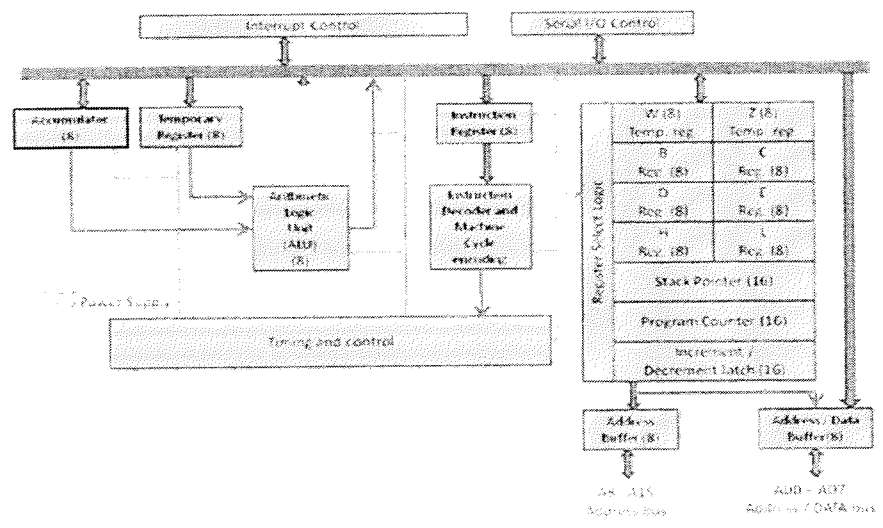 Interrupt Control
Serial I/O Control
Accumulator
(8)
Temporary
Register (8)
Instruction
Register(8)
W (8)
Temp. reg
Z (8)
Temp. reg
B
Reg. (8)
C
Reg. (8)
D
Reg. (8)
E
Reg. (8)
H
Reg. (8)
L
Reg. (8)
Stack Pointer (16)
Program Counter (16)
Increment /
Decrement latch (16)
Register Select Logic
Arithmetic
Logic
Unit
(ALU)
(8)
Instruction
Decoder and
Machine
Cycle
encoding
Power Supply
Timing and control
Address
Buffer (8)
Address / Data
Buffer(8)
A8 - A15
Address bus
AD0 – AD7
Address / DATA bus